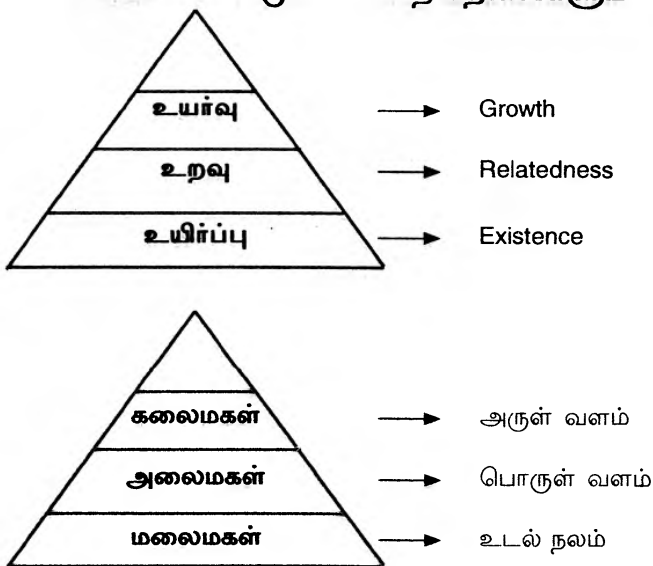 உயர்வு → Growth
உறவு → Relatedness
உயிர்ப்பு → Existence
கலைமகள் → அருள் வளம்
அலைமகள் → பொருள் வளம்
மலைமகள் → உடல் நலம்